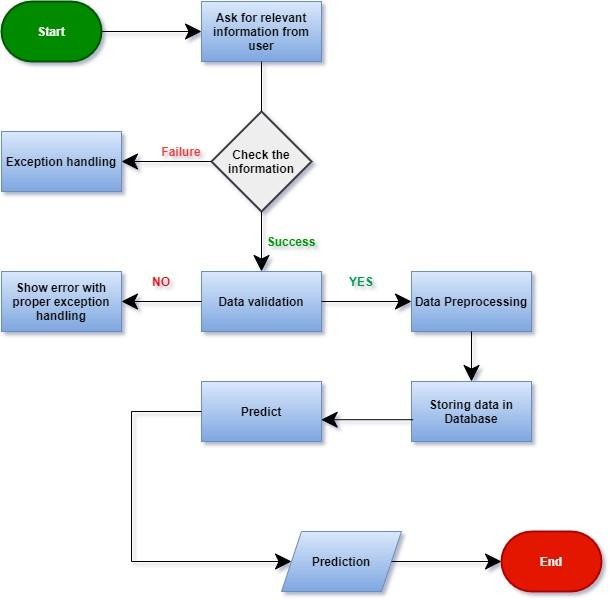 Start
Ask for relevant
information from
user
Check the
information
Failure
Exception handling
Success
Data validation
NO
Show error with
proper exception
handling
YES
Data Preprocessing
Storing data in
Database
Predict
Prediction
End